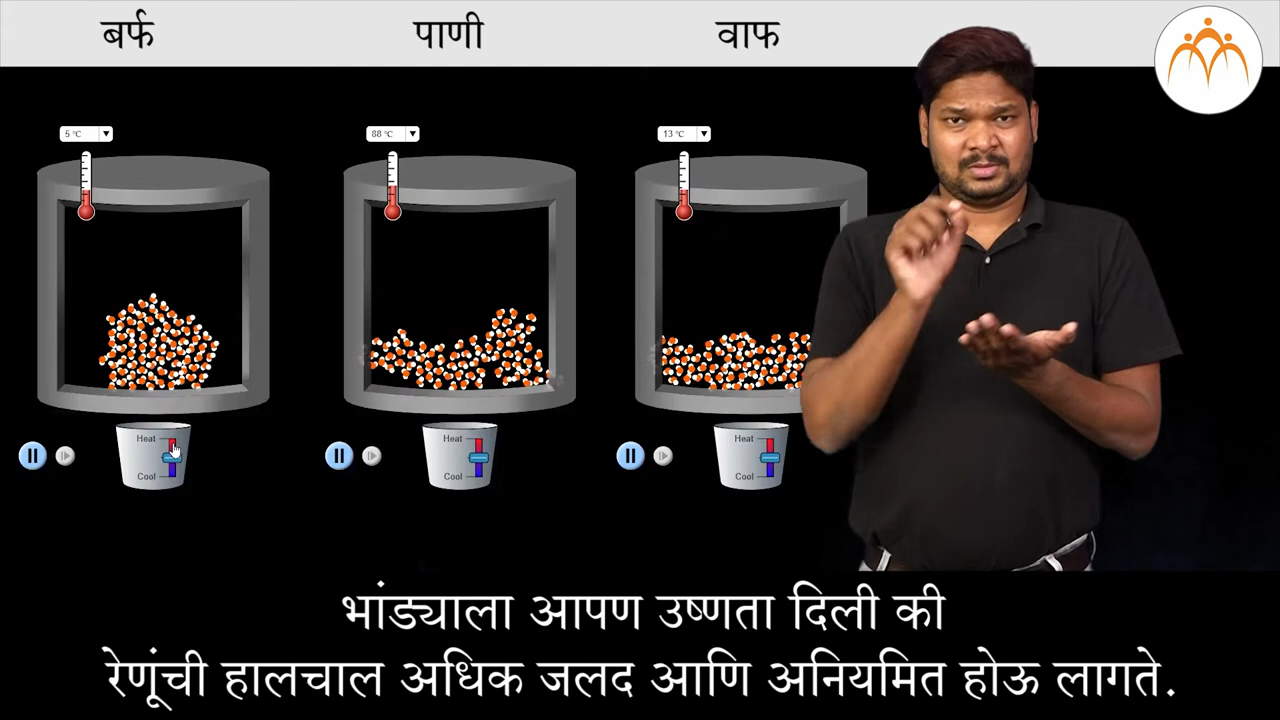 बर्फ
पाणी
वाफ
5 °C
88 °C
13 °C
Heat
Cool
Heat
Cool
Heat
Cool
भांड्याला आपण उष्णता दिली की
रेणूंची हालचाल अधिक जलद आणि अनियमित होऊ लागते.